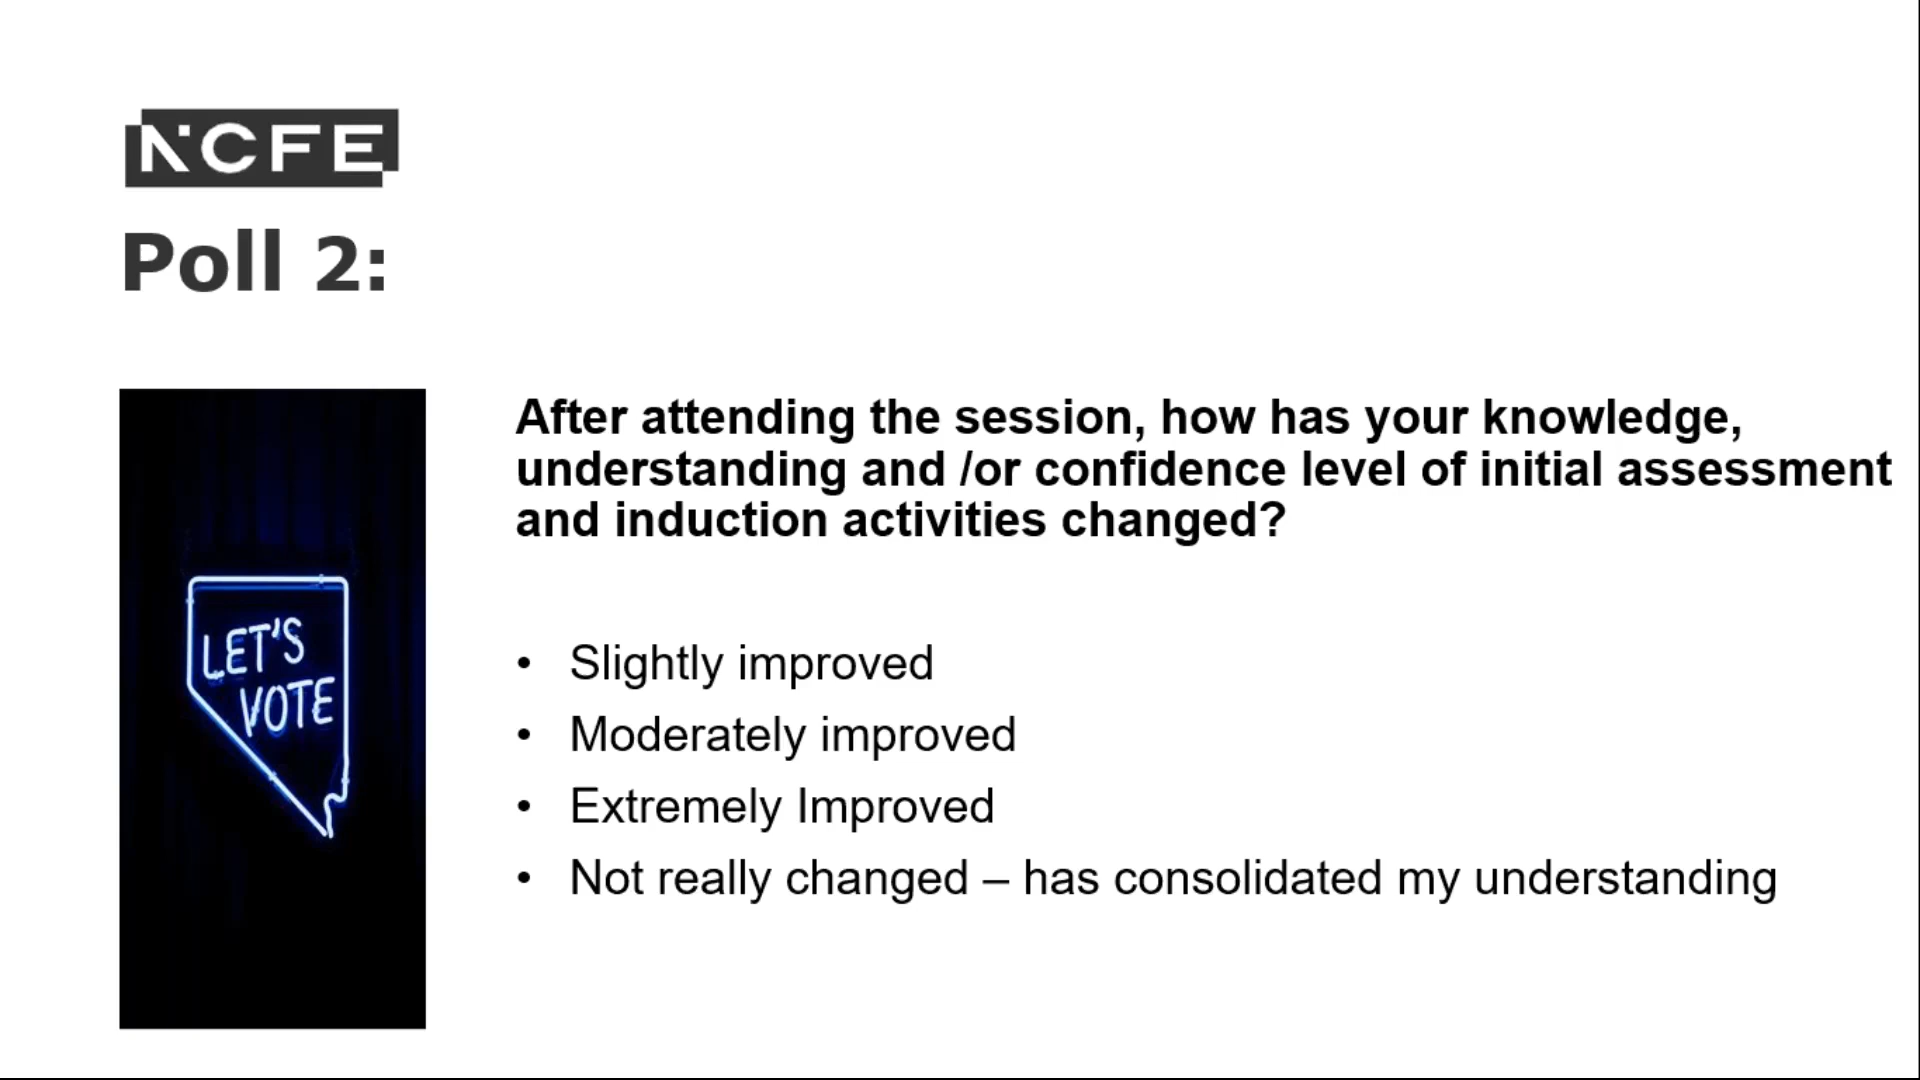 NCFE
Poll 2:
After attending the session, how has your knowledge,
understanding and /or confidence level of initial assessment
and induction activities changed?
LET'S
VOTE
• Slightly improved
• Moderately improved
• Extremely Improved
• Not really changed – has consolidated my understanding